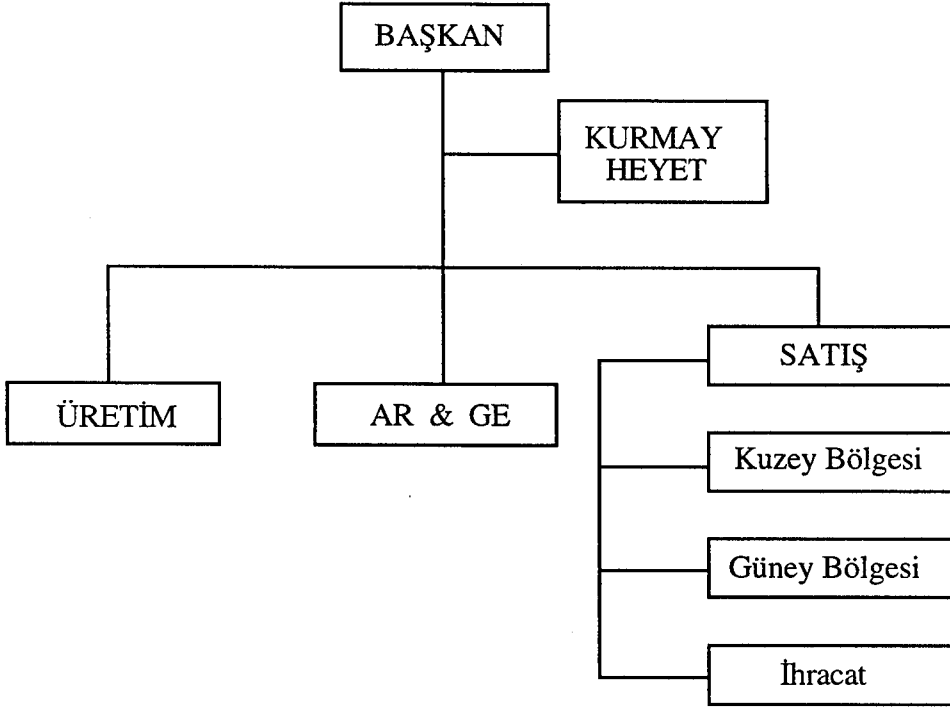 BAŞKAN
KURMAY
HEYET
SATIŞ
ÜRETİM
AR & GE
Kuzey Bölgesi
Güney Bölgesi
İhracat